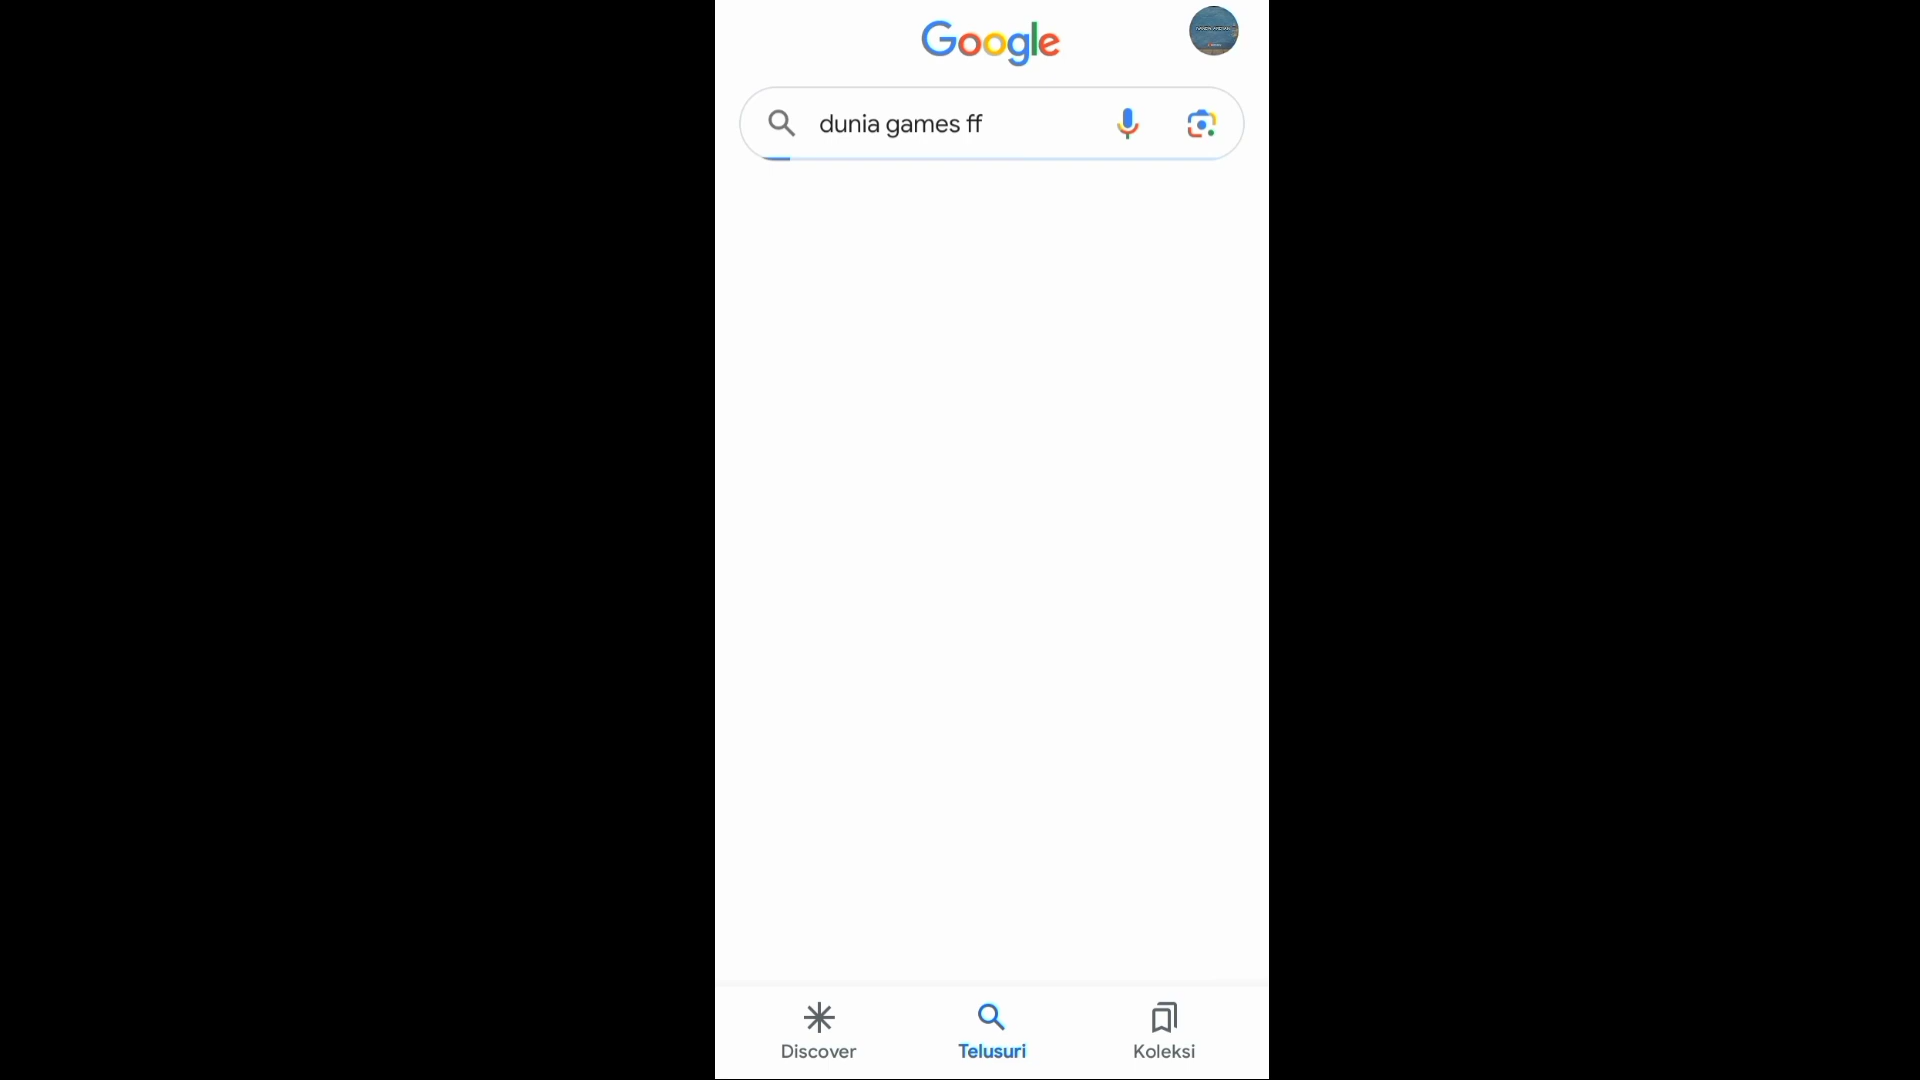 Google
dunia games ff
Discover
Telusuri
Koleksi